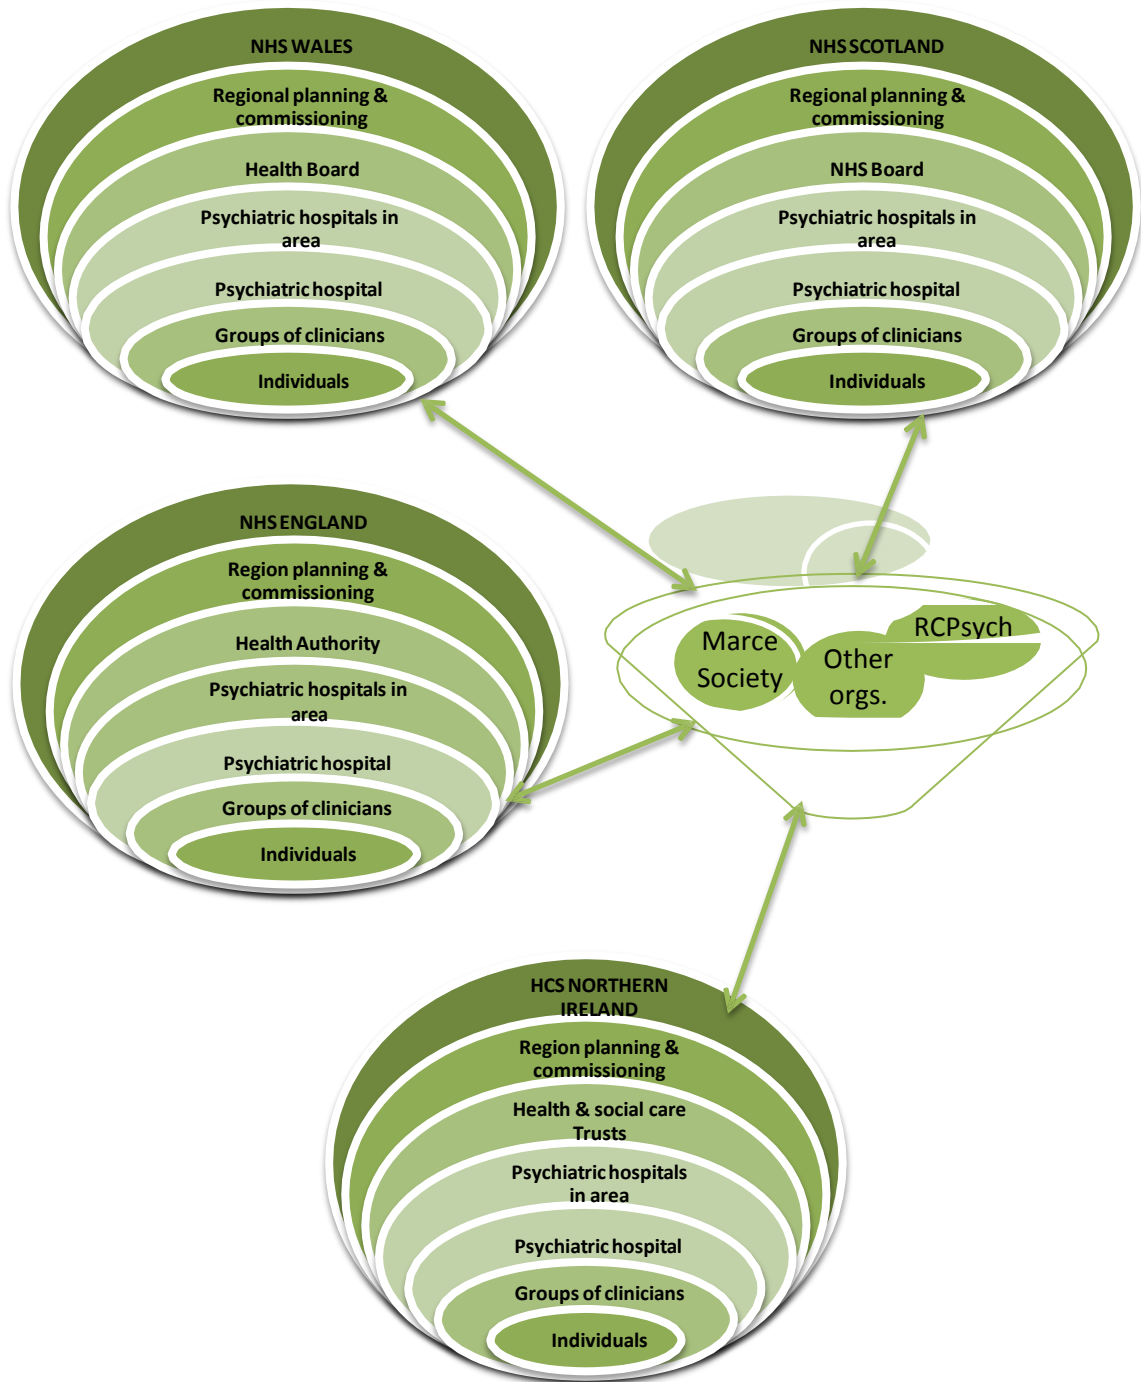 NHS WALES
Regional planning &
commissioning
Health Board
Psychiatric hospitals in
area
Psychiatric hospital
Groups of clinicians
Individuals
NHS SCOTLAND
Regional planning &
commissioning
NHS Board
Psychiatric hospitals in
area
Psychiatric hospital
Groups of clinicians
Individuals
NHS ENGLAND
Region planning &
commissioning
Health Authority
Psychiatric hospitals in
area
Psychiatric hospital
Groups of clinicians
Individuals
Marce
Society
Other
orgs.
RCPsych
HCS NORTHERN
IRELAND
Region planning &
commissioning
Health & social care
Trusts
Psychiatric hospitals
in area
Psychiatric hospital
Groups of clinicians
Individuals